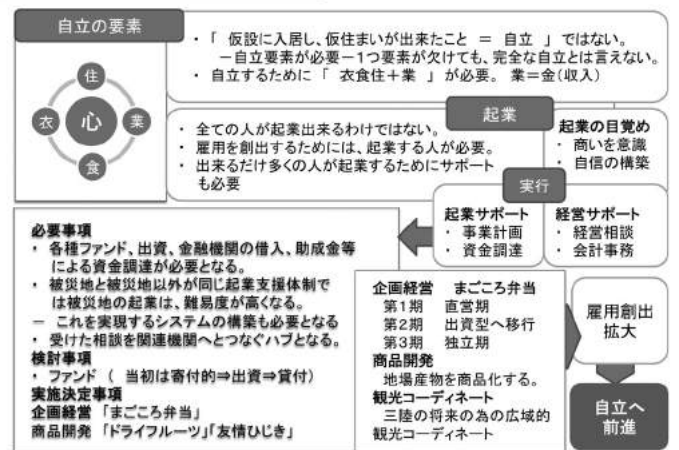 自立の要素
住
衣
心
業
食
・ 「 仮設に入居し、仮住まいが出来たこと = 自立 」 ではない。
－自立要素が必要－1つ要素が欠けても、完全な自立とは言えない。
・ 自立するために 「 衣食住＋業 」 が必要。 業＝金(収入)
起業
・ 全ての人が起業出来るわけではない。
・ 雇用を創出するためには、起業する人が必要。
・ 出来るだけ多くの人が起業するためにサポート
も必要
起業の目覚め
・ 商いを意識
・ 自信の構築
実行
起業サポート
・ 事業計画
・ 資金調達
経営サポート
・ 経営相談
・ 会計事務
必要事項
・ 各種ファンド、出資、金融機関の借入、助成金等
による資金調達が必要となる。
・ 被災地と被災地以外が同じ起業支援体制で
は被災地の起業は、難易度が高くなる。
－ これを実現するシステムの構築も必要となる
・ 受けた相談を関連機関へとつなぐハブとなる。
検討事項
・ ファンド （ 当初は寄付的⇒出資⇒貸付）
実施決定事項
企画経営 「まごころ弁当」
商品開発 「ドライフルーツ」「友情ひじき」
企画経営 まごころ弁当
第1期 直営期
第2期 出資型へ移行
第3期 独立期
商品開発
地場産物を商品化する。
観光コーディネート
三陸の将来の為の広域的
観光コーディネート
雇用創出
拡大
自立へ
前進